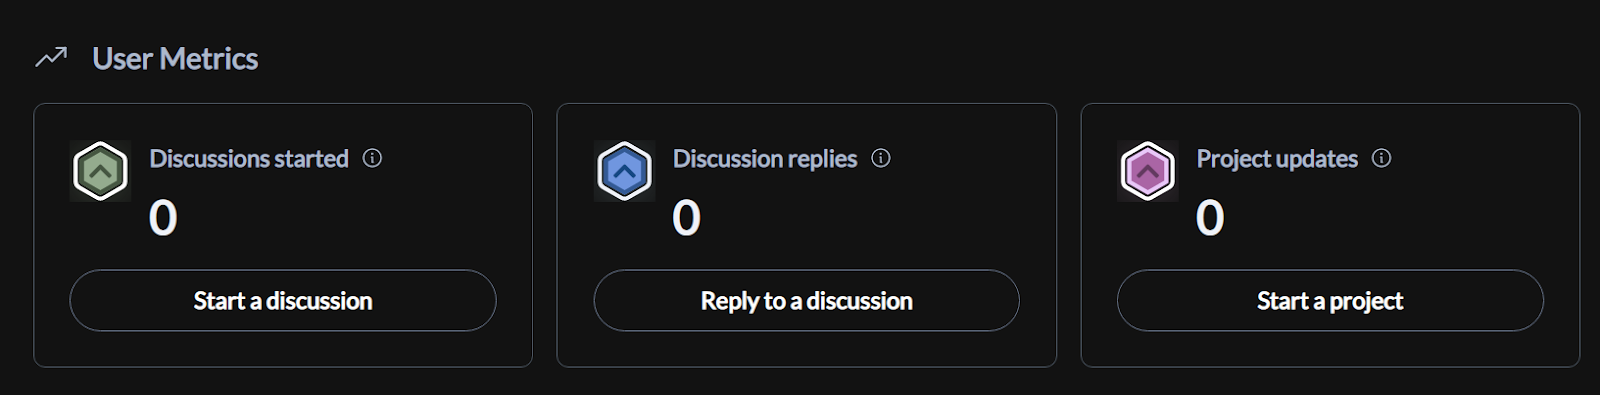 User Metrics
Discussions started
0
Start a discussion
Discussion replies
0
Reply to a discussion
Project updates
0
Start a project